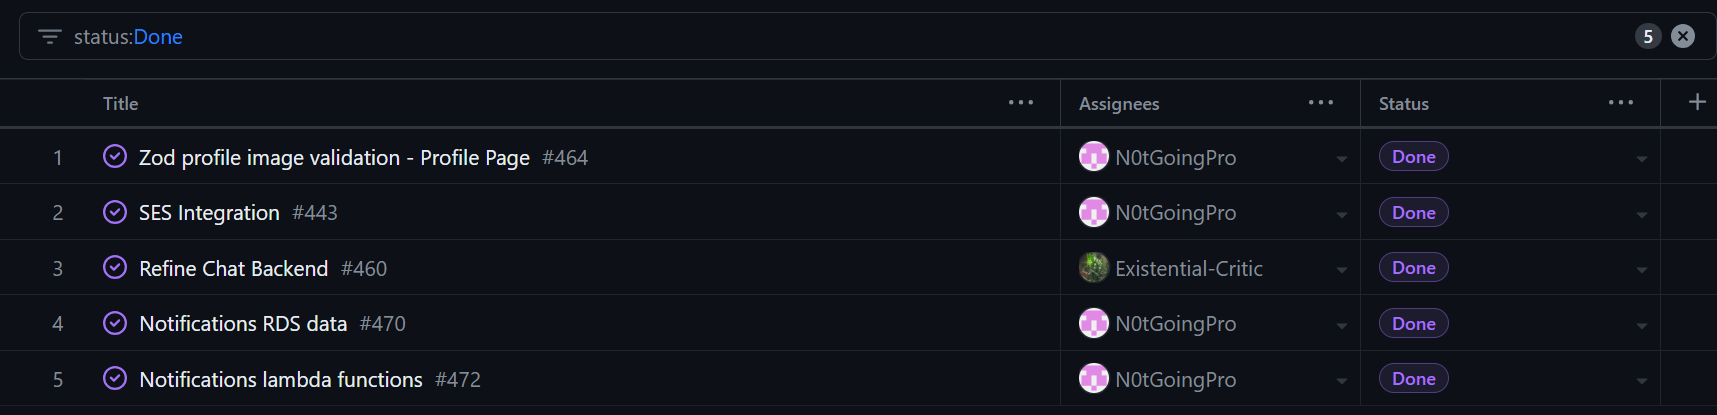 status:Done 5
Title Assignees Status
1 Zod profile image validation - Profile Page #464 N0tGoingPro Done
2 SES Integration #443 N0tGoingPro Done
3 Refine Chat Backend #460 Existential-Critic Done
4 Notifications RDS data #470 N0tGoingPro Done
5 Notifications lambda functions #472 N0tGoingPro Done